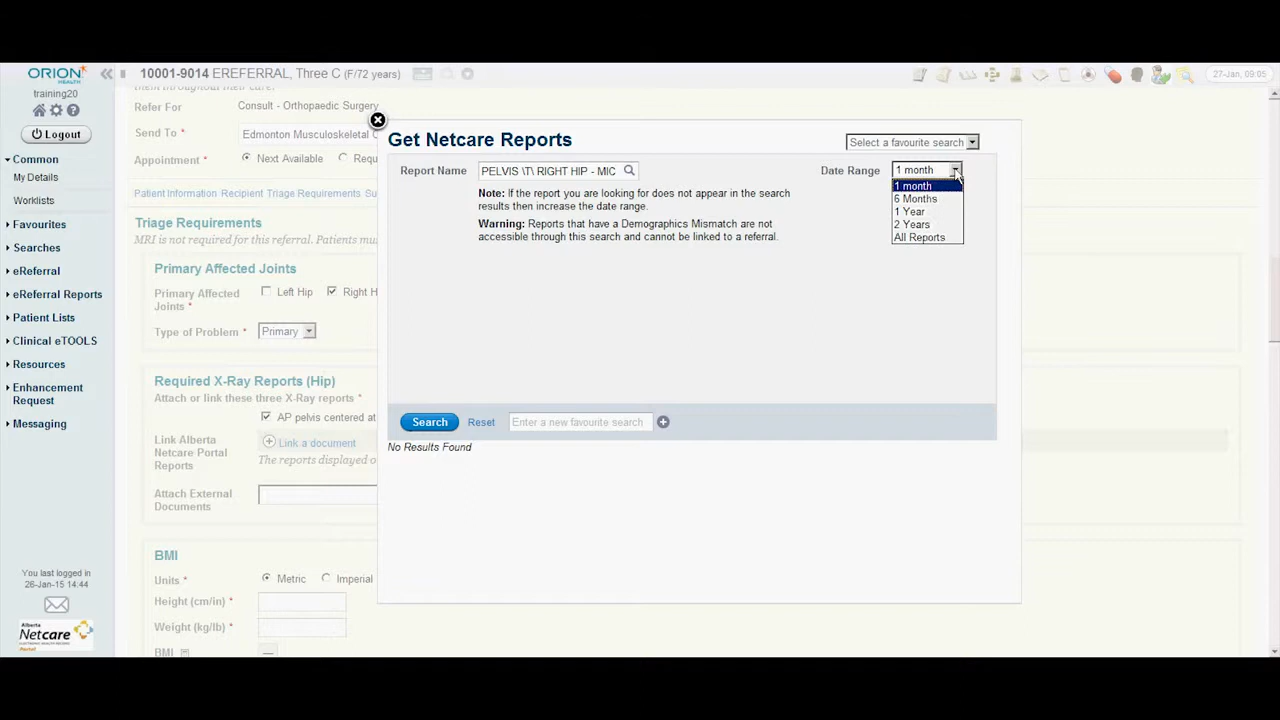 ORION
HEALTH
training20
Logout
Common
My Details
Worklists
Favourites
Searches
eReferral
eReferral Reports
Patient Lists
Clinical eTOOLS
Resources
Enhancement
Request
Messaging
You last logged in
26-Jan-15 14:44
Alberta
Netcare
Portal
10001-9014 EREFERRAL, Three C (F/72 years)
27-Jan, 09:05
them throughout their care.
Refer For Consult - Orthopaedic Surgery
Send To * Edmonton Musculoskeletal C
Appointment * Next Available Requ
Patient Information Recipient Triage Requirements Su
Triage Requirements
MRI is not required for this referral. Patients mus
Primary Affected Joints
Primary Affected
Joints *
Left Hip Right H
Type of Problem * Primary
Required X-Ray Reports (Hip)
Attach or link these three X-Ray reports *
AP pelvis centered at
Link Alberta
Netcare Portal
Reports
Link a document
The reports displayed o
Attach External
Documents
BMI
Units * Metric Imperial
Height (cm/in) *
Weight (kg/lb) *
BMI
Get Netcare Reports
Select a favourite search
Report Name PELVIS \T\ RIGHT HIP - MIC
Note: If the report you are looking for does not appear in the search
results then increase the date range.
Warning: Reports that have a Demographics Mismatch are not
accessible through this search and cannot be linked to a referral.
Date Range 1 month
1 month
6 Months
1 Year
2 Years
All Reports
Search Reset Enter a new favourite search
No Results Found